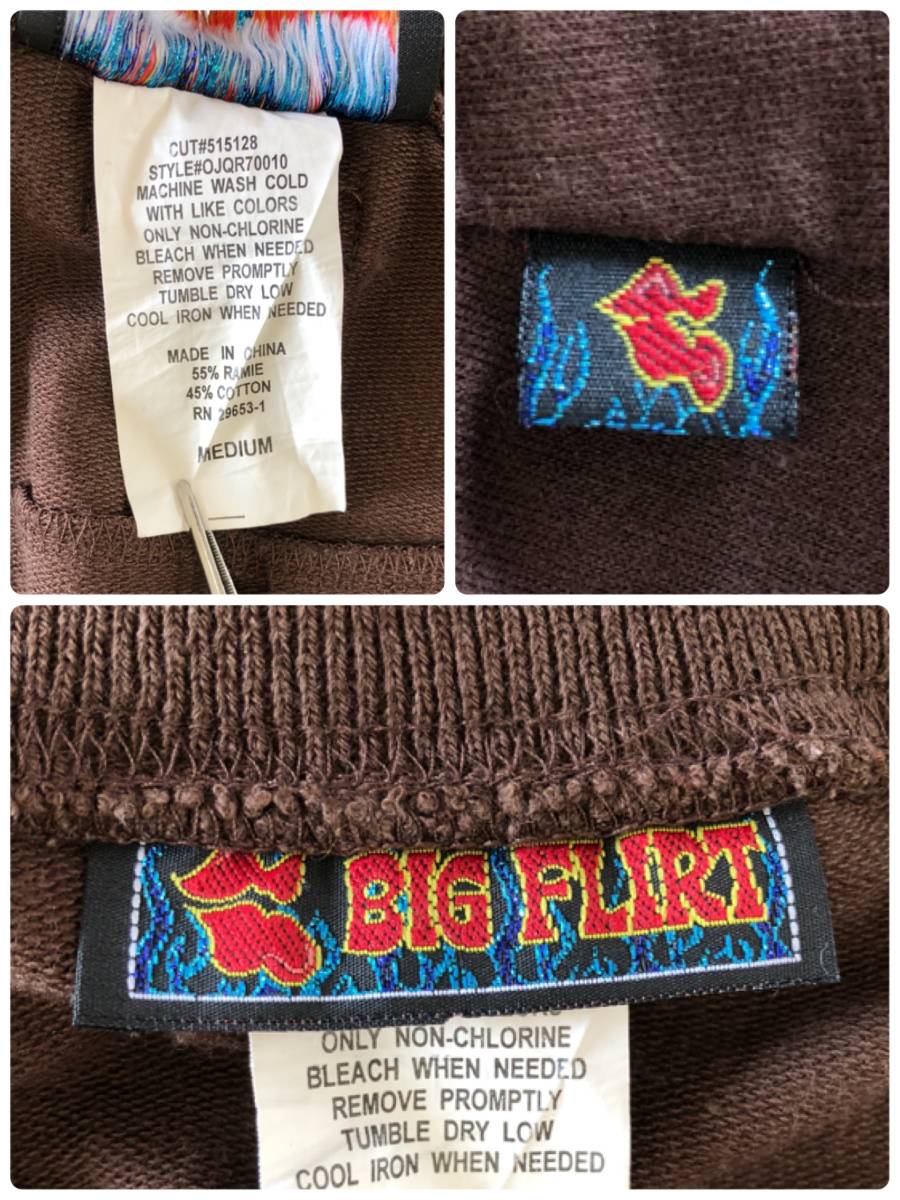 CUT#515128
STYLE#OJQR70010
MACHINE WASH COLD
WITH LIKE COLORS
ONLY NON-CHLORINE
BLEACH WHEN NEEDED
REMOVE PROMPTLY
TUMBLE DRY LOW
COOL IRON WHEN NEEDED
MADE IN CHINA
55% RAMIE
45% COTTON
RN 29653-1
MEDIUM
BIG FLIRT
ONLY NON-CHLORINE
BLEACH WHEN NEEDED
REMOVE PROMPTLY
TUMBLE DRY LOW
COOL IRON WHEN NEEDED